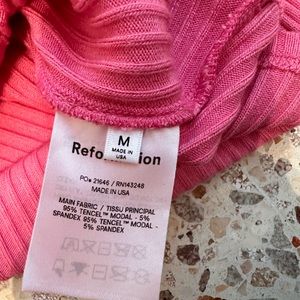 M
MADE IN
USA
PO# 21646 / RN143248
MADE IN USA
MAIN FABRIC / TISSU PRINCIPAL
95% TENCEL™ MODAL - 5%
SPANDEX 95% TENCEL™ MODAL -
5% SPANDEX